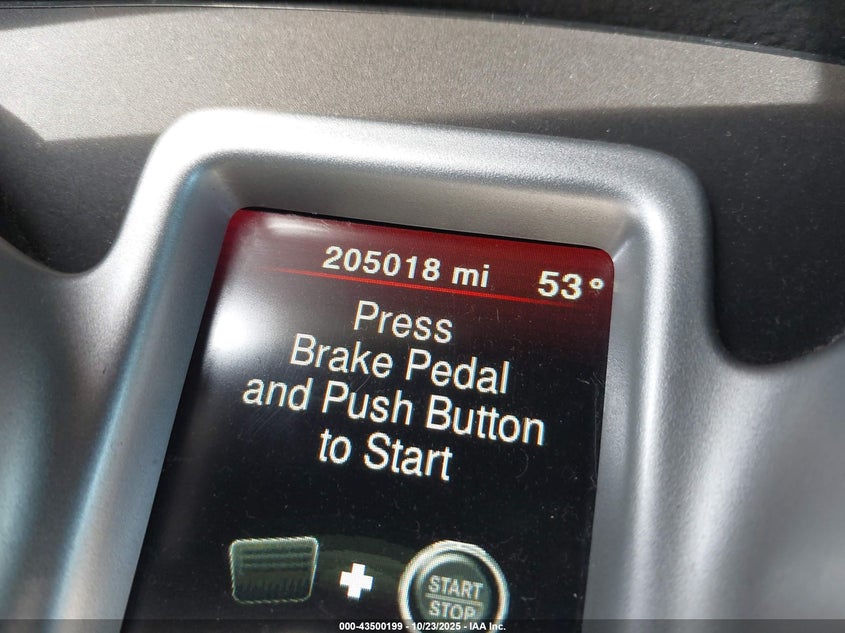 205018 mi 53°
Press
Brake Pedal
and Push Button
to Start
START
STOP
000-43500199 - 10/23/2025 - IAA Inc.